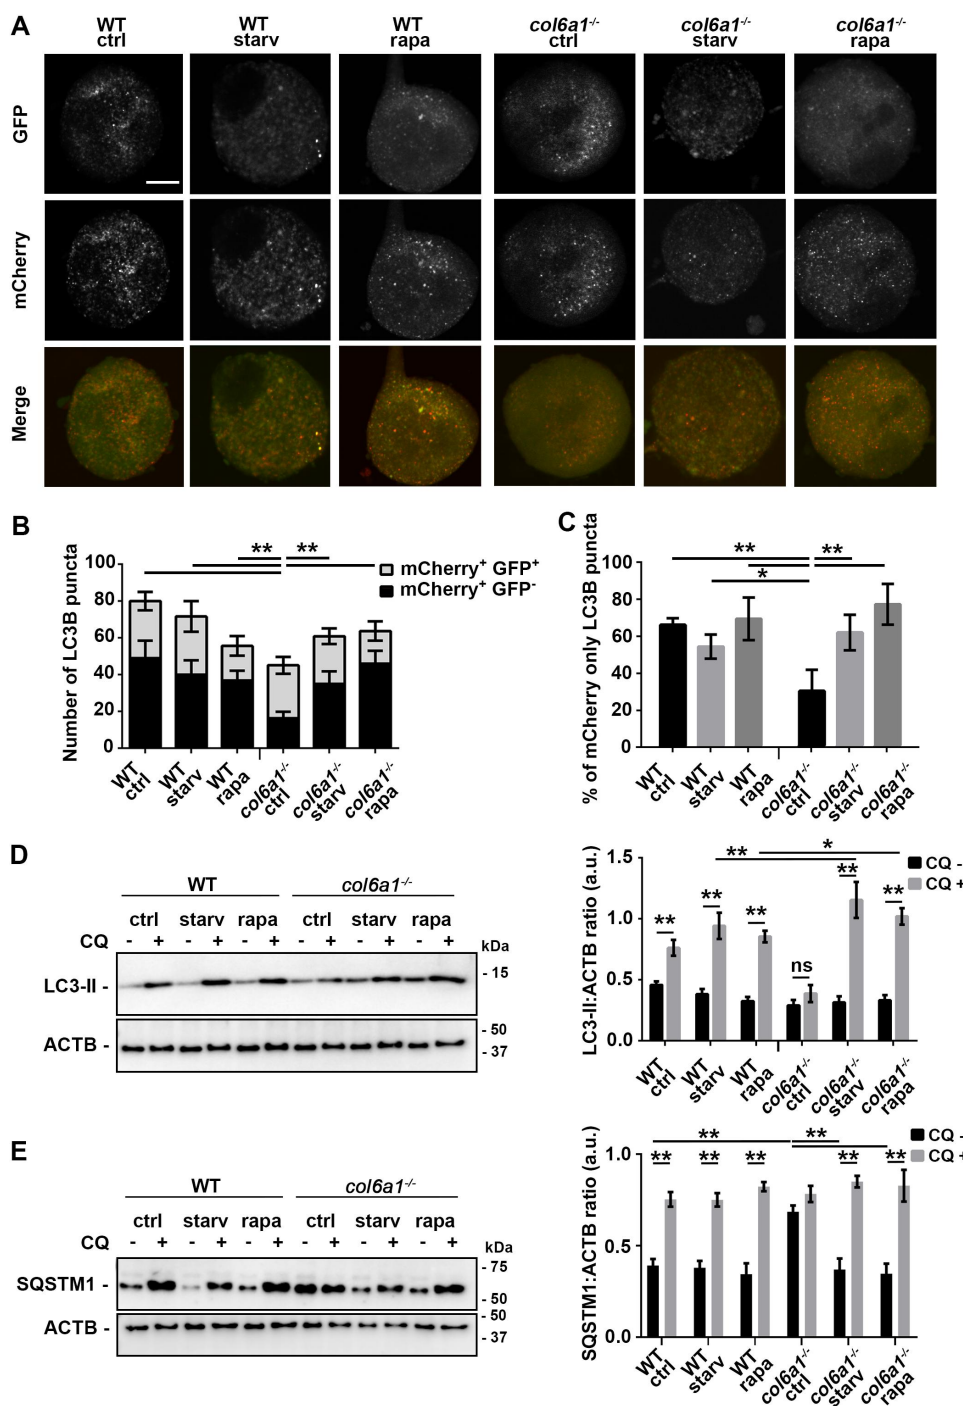 A
WT ctrl
WT starv
WT rapa
col6a1-/- ctrl
col6a1-/- starv
col6a1-/- rapa
GFP
mCherry
Merge
B
Number of LC3B puncta
100
80
60
40
20
0
** **
mCherry+ GFP+
mCherry+ GFP-
WT ctrl
WT starv
WT rapa
col6a1-/- ctrl
col6a1-/- starv
col6a1-/- rapa
C
% of mCherry only LC3B puncta
100
80
60
40
20
0
** **
*
WT ctrl
WT starv
WT rapa
col6a1-/- ctrl
col6a1-/- starv
col6a1-/- rapa
D
WT col6a1-/-
ctrl starv rapa ctrl starv rapa
CQ - + - + - + - + - + - +
kDa
LC3-II - - 15
ACTB - - 50
- 37
LC3-II:ACTB ratio (a.u.)
1.5
1.0
0.5
0.0
** *
** ** ** ns ** **
CQ -
CQ +
WT ctrl
WT starv
WT rapa
col6a1-/- ctrl
col6a1-/- starv
col6a1-/- rapa
E
WT col6a1-/-
ctrl starv rapa ctrl starv rapa
CQ - + - + - + - + - + - +
kDa
- 75
SQSTM1 -
- 50
ACTB - - 50
- 37
SQSTM1:ACTB ratio (a.u.)
1.0
0.5
0.0
** **
** ** ** ** **
CQ -
CQ +
WT ctrl
WT starv
WT rapa
col6a1-/- ctrl
col6a1-/- starv
col6a1-/- rapa